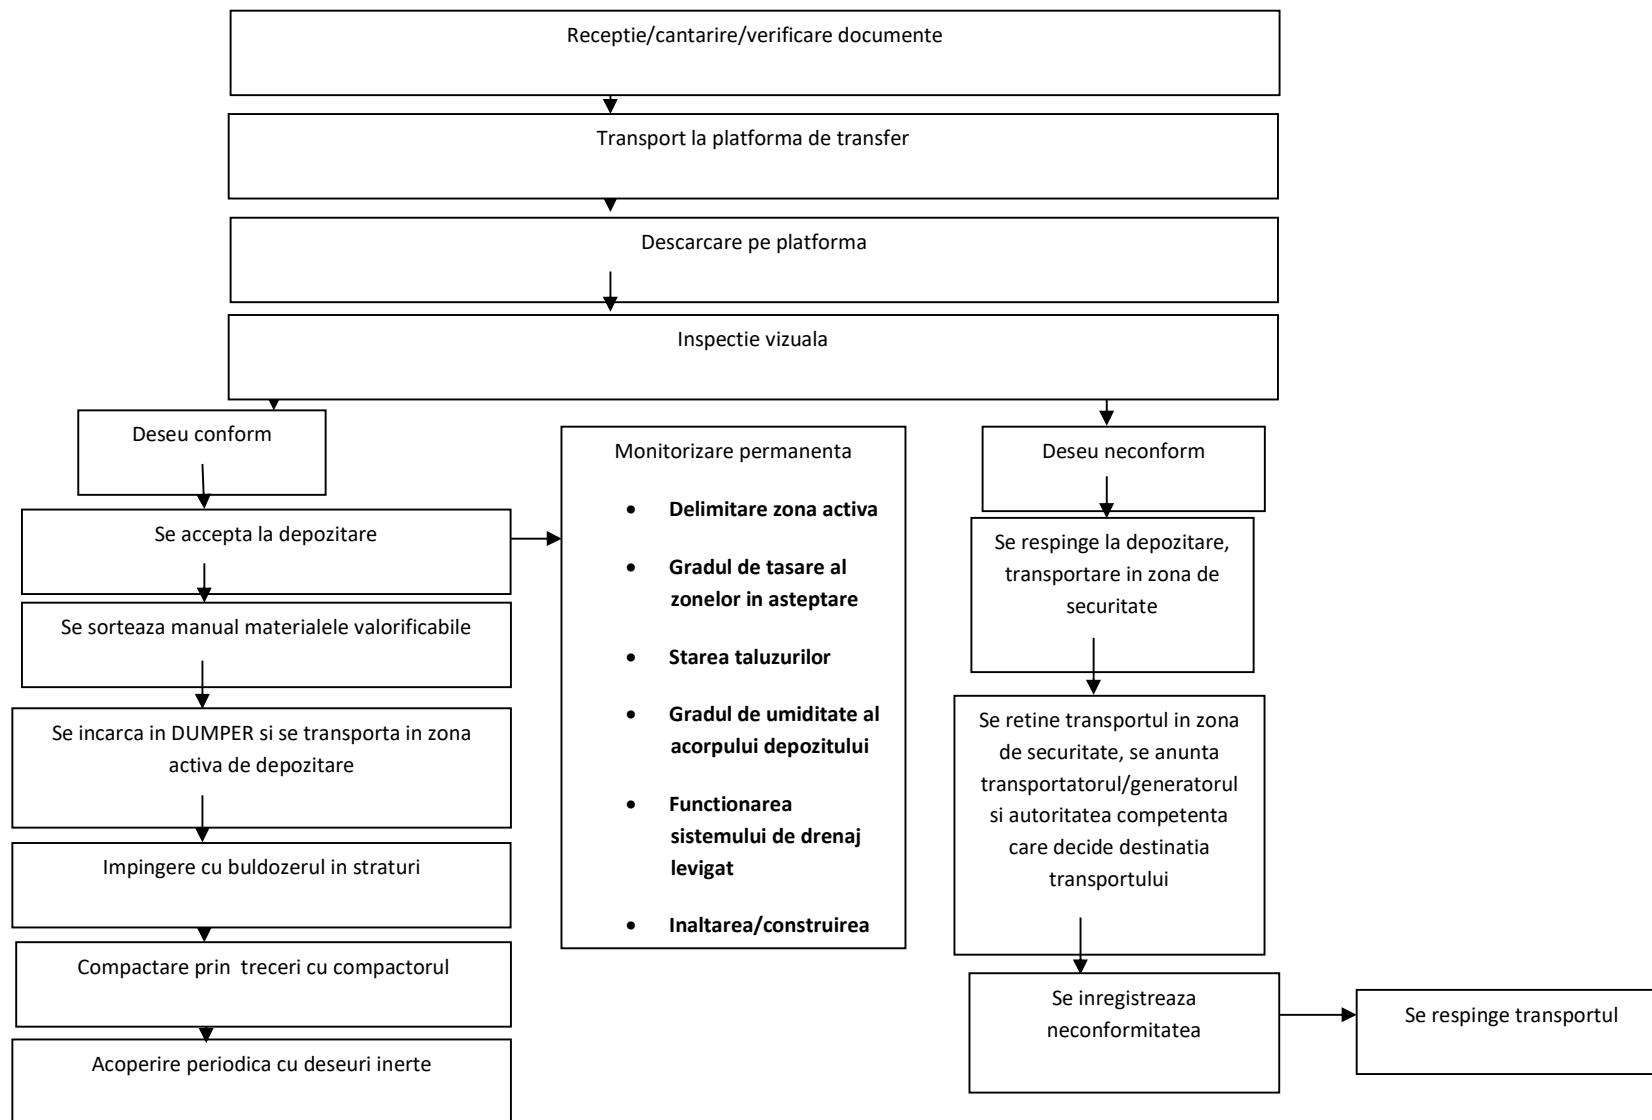 Receptie/cantarire/verificare documente
Transport la platforma de transfer
Descarcare pe platforma
Inspectie vizuala
Deseu conform
Se accepta la depozitare
Se sorteaza manual materialele valorificabile
Se incarca in DUMPER si se transporta in zona
activa de depozitare
Impingere cu buldozerul in straturi
Compactare prin  treceri cu compactorul
Acoperire periodica cu deseuri inerte
Monitorizare permanenta
• Delimitare zona activa
• Gradul de tasare al
zonelor in asteptare
• Starea taluzurilor
• Gradul de umiditate al
acorpului depozitului
• Functionarea
sistemului de drenaj
levigat
• Inaltarea/construirea
Deseu neconform
Se respinge la depozitare,
transportare in zona de
securitate
Se retine transportul in zona
de securitate, se anunta
transportatorul/generatorul
si autoritatea competenta
care decide destinatia
transportului
Se inregistreaza
neconformitatea
Se respinge transportul